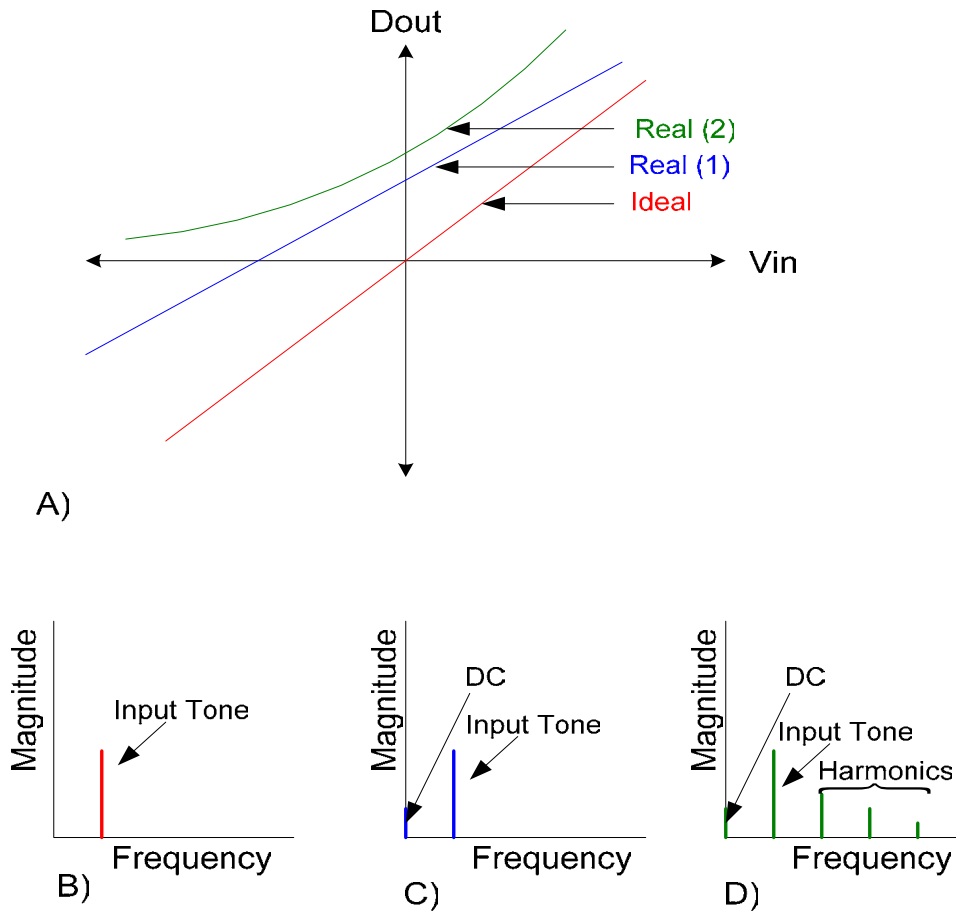 Dout
Real (2)
Real (1)
Ideal
Vin
A)
Magnitude
Input Tone
Frequency
B)
Magnitude
DC
Input Tone
Frequency
C)
Magnitude
DC
Input Tone
Harmonics
Frequency
D)